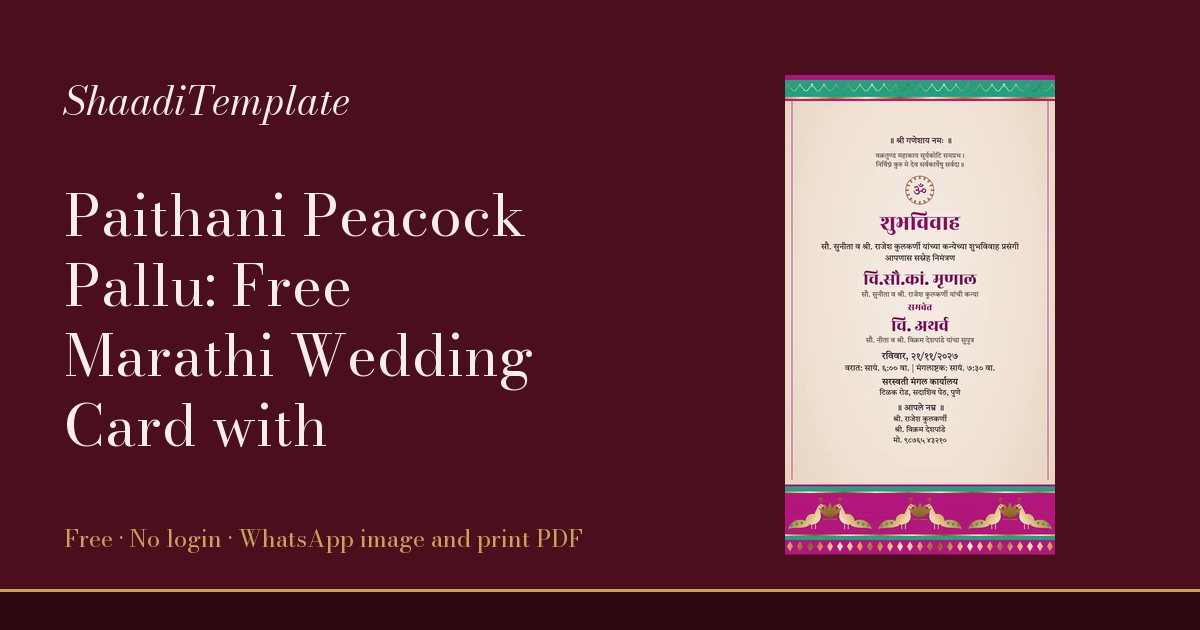 ShaadiTemplate
Paithani Peacock
Pallu: Free
Marathi Wedding
Card with
Free · No login · WhatsApp image and print PDF
॥ श्री गणेशाय नमः ॥
वक्रतुण्ड महाकाय सूर्यकोटि समप्रभ ।
निर्विघ्नं कुरु मे देव सर्वकार्येषु सर्वदा ॥
ॐ
शुभविवाह
सौ. सुनीता व श्री. राजेश कुलकर्णी यांच्या कन्येच्या शुभविवाह प्रसंगी
आपणास सस्नेह निमंत्रण
चि.सौ.कां. मृणाल
सौ. सुनीता व श्री. राजेश कुलकर्णी यांची कन्या
समवेत
चि. अथर्व
सौ. नीता व श्री. विक्रम देशपांडे यांचा सुपुत्र
रविवार, २१/११/२०२७
वरात: सायं. ६:०० वा. | मंगलाष्टक: सायं. ७:३० वा.
सरस्वती मंगल कार्यालय
टिळक रोड, सदाशिव पेठ, पुणे
॥ आपले नम्र ॥
श्री. राजेश कुलकर्णी
श्री. विक्रम देशपांडे
मो. ९८७६५ ४३२१०